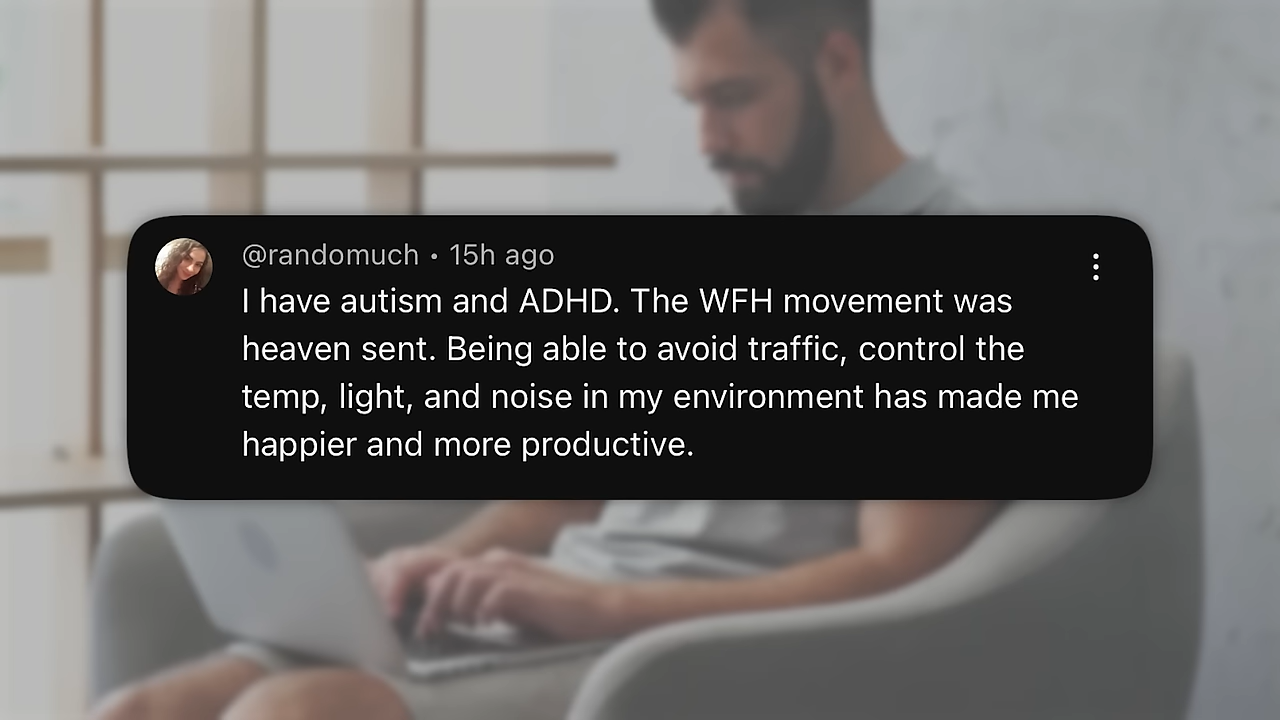 @randomuch • 15h ago
I have autism and ADHD. The WFH movement was
heaven sent. Being able to avoid traffic, control the
temp, light, and noise in my environment has made me
happier and more productive.